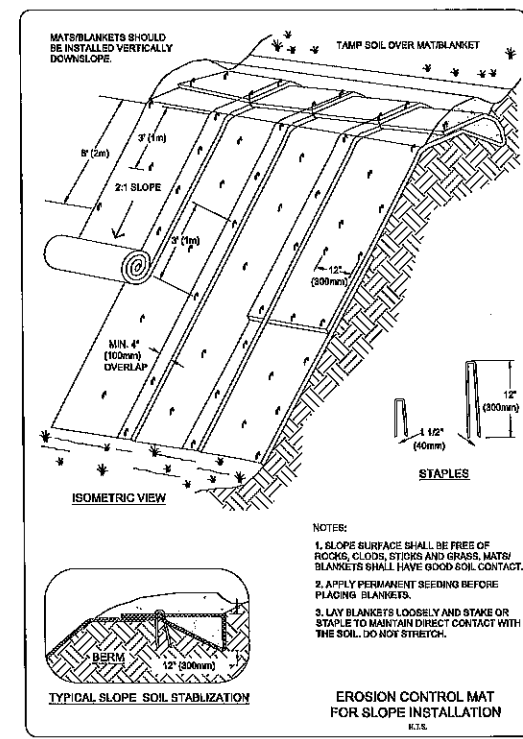 MATS/BLANKETS SHOULD
BE INSTALLED VERTICALLY
DOWNSLOPE.
TAMP SOIL OVER MAT/BLANKET
3' (1m)
6' (2m)
2:1 SLOPE
3' (1m)
12"
(300mm)
MIN. 4"
(100mm)
OVERLAP
12"
(300mm)
1 1/2"
(40mm)
STAPLES
ISOMETRIC VIEW
NOTES:
1. SLOPE SURFACE SHALL BE FREE OF
ROCKS, CLODS, STICKS AND GRASS. MATS/
BLANKETS SHALL HAVE GOOD SOIL CONTACT.
2. APPLY PERMANENT SEEDING BEFORE
PLACING BLANKETS.
3. LAY BLANKETS LOOSELY AND STAKE OR
STAPLE TO MAINTAIN DIRECT CONTACT WITH
THE SOIL. DO NOT STRETCH.
BERM
12" (300mm)
TYPICAL SLOPE SOIL STABLIZATION
EROSION CONTROL MAT
FOR SLOPE INSTALLATION
N.T.S.